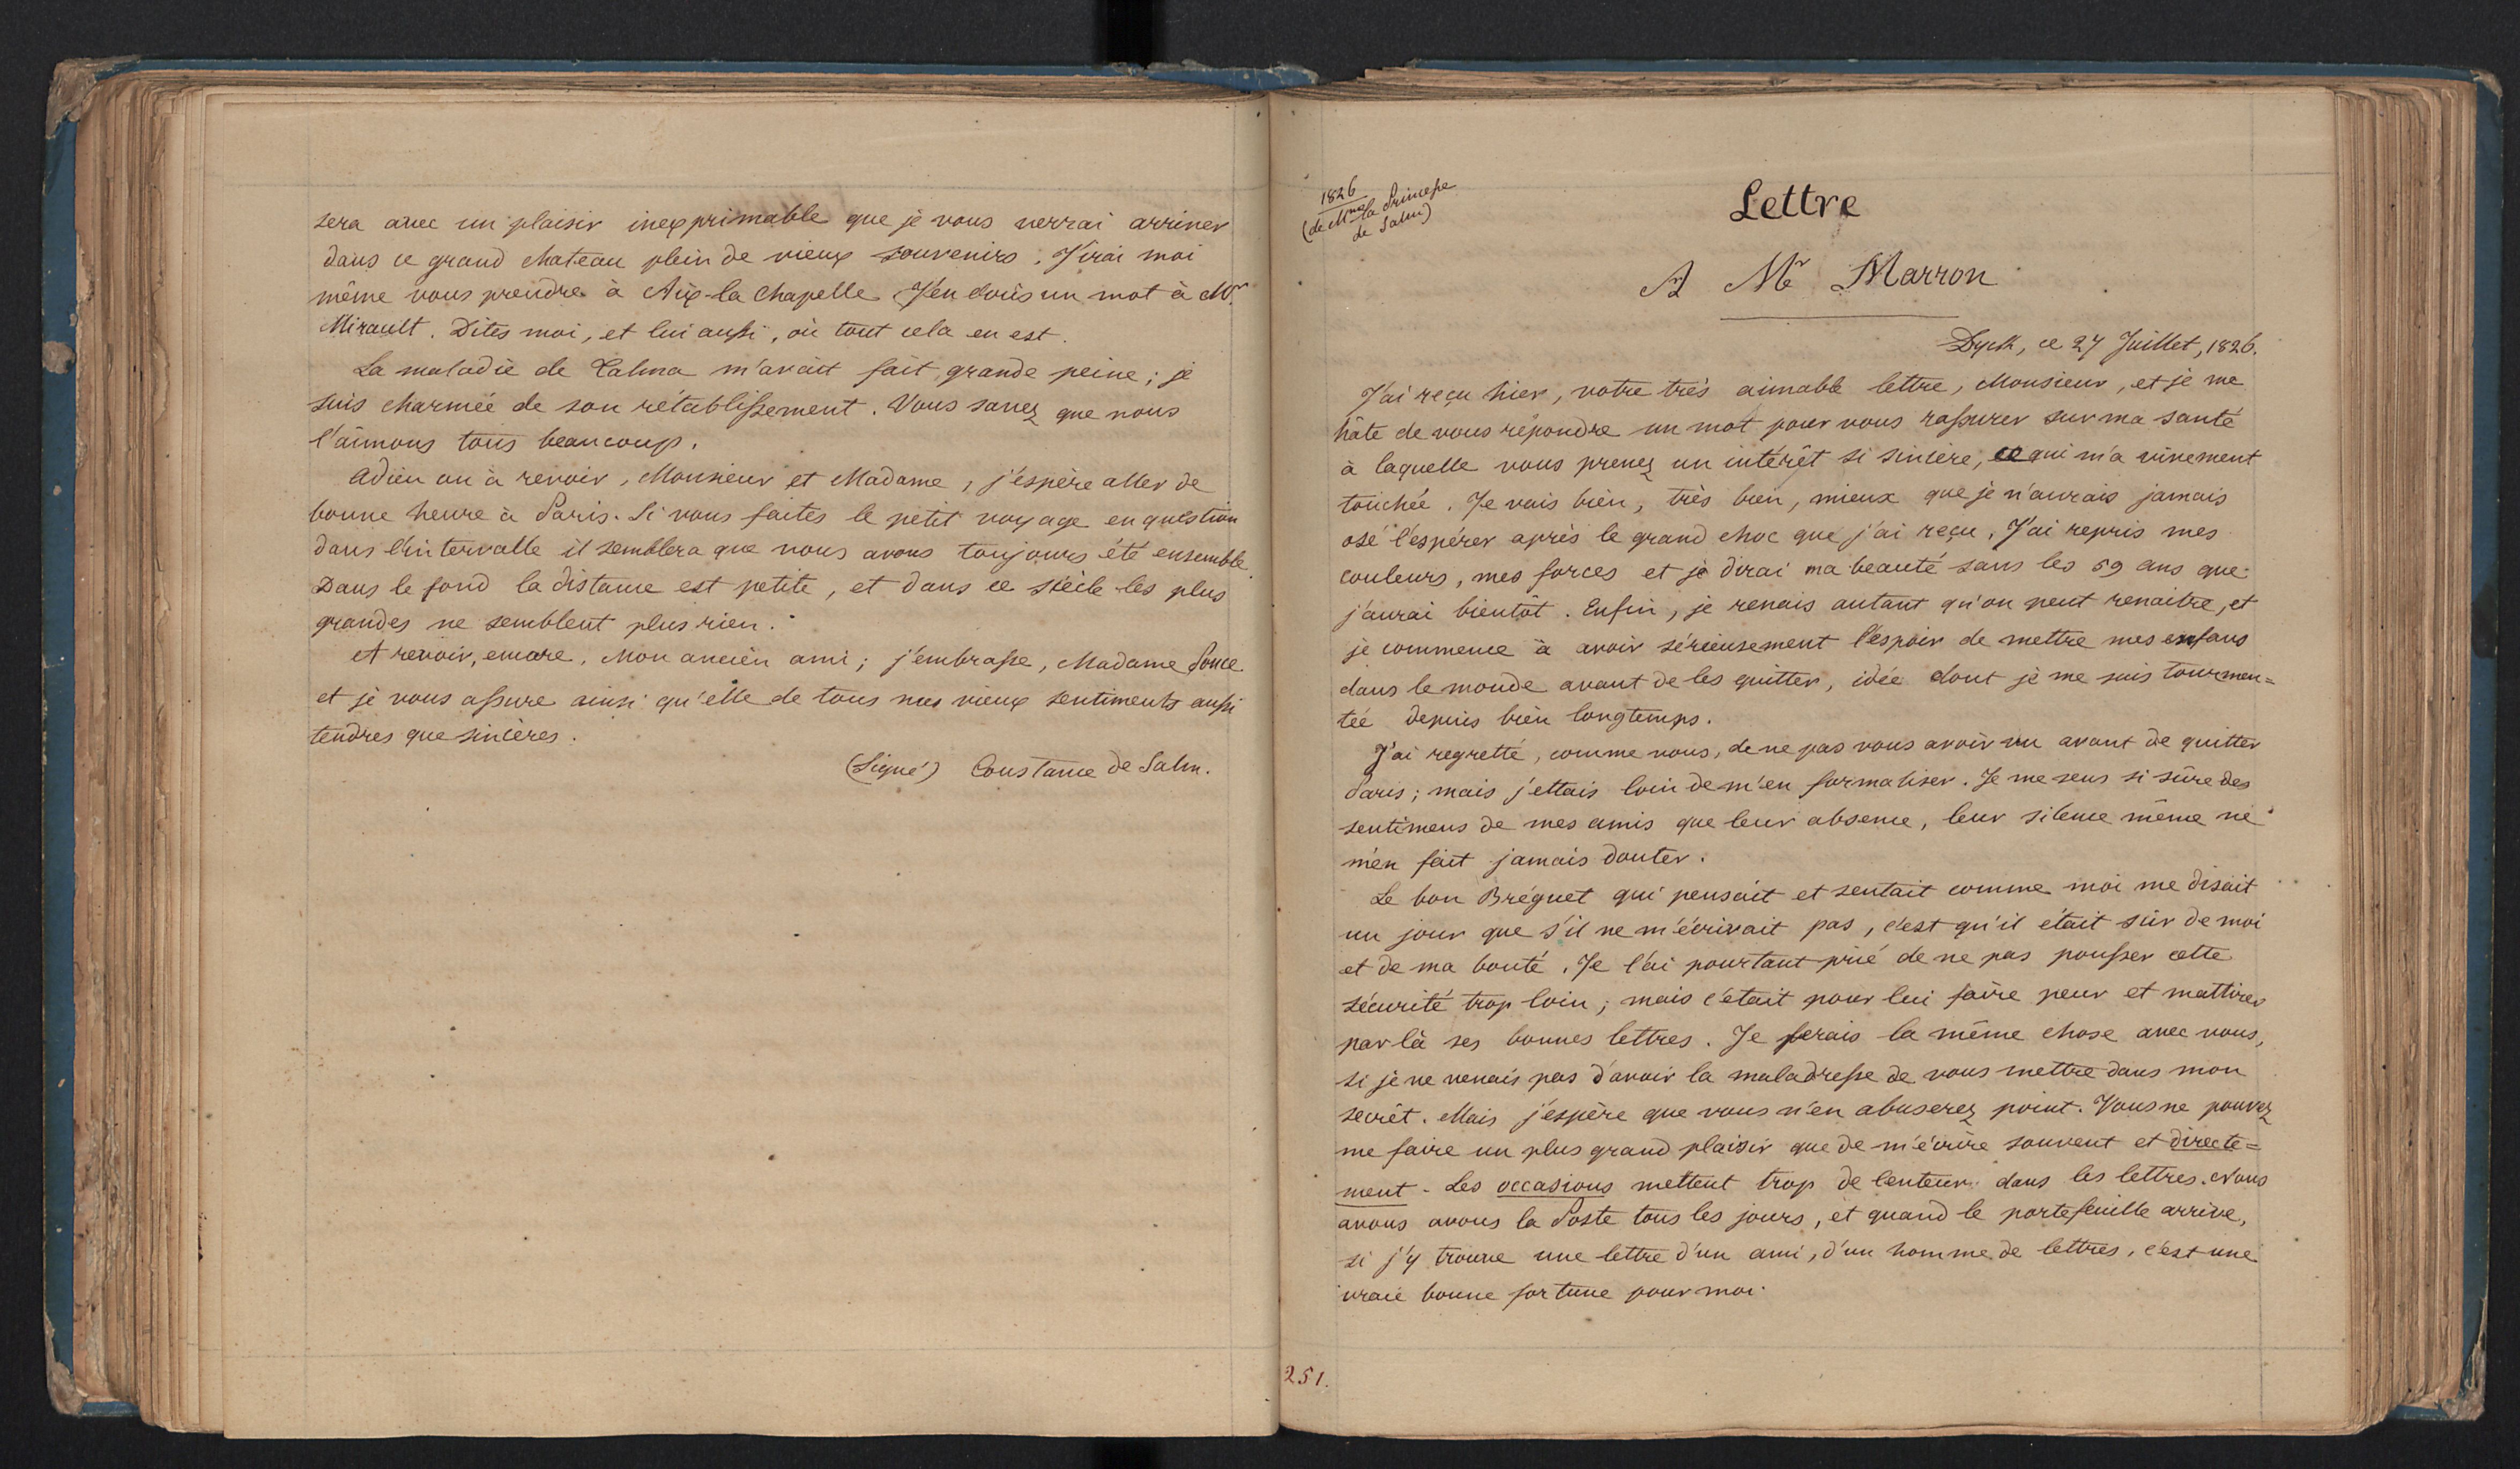 sera avec un plaisir inexprimable que je vous verrai arriver
dans ce grand chateau plein de vieux souvenirs. J'irai moi
même vous prendre à Aix-la chapelle J'en dois un mot à Mr
Mirault. Dites moi, et lui aussi, où tout cela en est.
La maladie de Talma m'avait fait grande peine; je
suis charmée de son rétablissement. Vous savez que nous
l'aimons tous beaucoup.
Adieu ou à revoir, Monsieur et Madame, j'espère aller de
bonne heure à Paris. Si vous faites le petit voyage en question
dans l'intervalle il semblera que nous avons toujours été ensemble.
Dans le fond la distance est petite, et dans ce siècle les plus
grandes ne semblent plus rien.
A revoir, encore, Mon ancien ami; j'embrasse, Madame Ponce
et je vous assure ainsi qu'elle de tous mes vieux sentiments aussi
tendres que sincères.
(Signé) Constance de Salm.
1826
(de Mme la Princesse
de Salm)
Lettre
A Mr Marron
Dyck, ce 27 Juillet, 1826.
J'ai reçu hier, votre très aimable lettre, Monsieur, et je me
hâte de vous répondre un mot pour vous rassurer sur ma santé
à laquelle vous prenez un intérêt si sincère, ce qui m'a vivement
touchée. Je vais bien, très bien, mieux que je n'aurais jamais
osé l'espérer après le grand choc que j'ai reçu. J'ai repris mes
couleurs, mes forces et je dirai ma beauté sans les 59 ans que
j'aurai bientôt. Enfin, je renais autant qu'on peut renaitre, et
je commence à avoir sérieusement l'espoir de mettre mes enfans
dans le monde avant de les quitter, idée dont je me suis tourmen=
tée depuis bien longtemps.
J'ai regretté, comme vous, de ne pas vous avoir vu avant de quitter
Paris; mais j'ettais loin de m'en formaliser. Je me sens si sûre des
sentimens de mes amis que leur absence, leur silence même ne
m'en fait jamais douter.
Le bon Bréguet qui pensait et sentait comme moi me disait
un jour que s'il ne m'écrivait pas, c'est qu'il était sûr de moi
et de ma bonté. Je l'ai pourtant prié de ne pas pousser cette
sécurité trop loin; mais c'était pour lui faire peur et mattirer
par là ses bonnes lettres. Je ferais la même chose avec vous,
si je ne venais pas d'avoir la maladresse de vous mettre dans mon
secrêt. Mais j'espère que vous n'en abuserez point. Vous ne pouvez
me faire un plus grand plaisir que de m'écrire souvent et directe=
ment. Les occasions mettent trop de lenteur dans les lettres. Nous
avons avons la Poste tous les jours, et quand le portefeuille arrive,
si j'y trouve une lettre d'un ami, d'un homme de lettres, c'est une
vraie bonne fortune pour moi.
251.